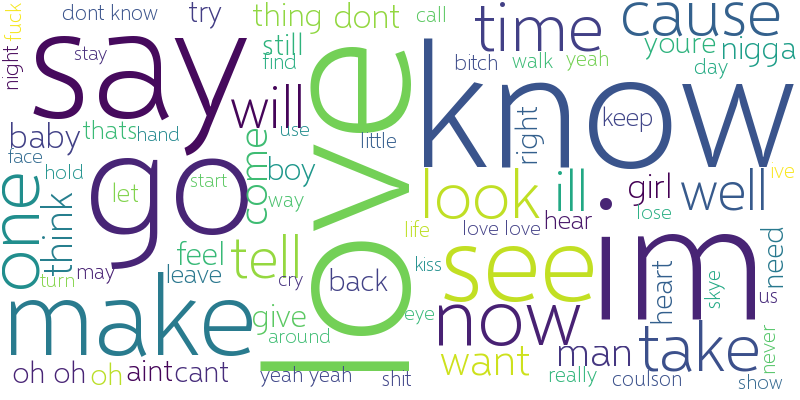 dont know
try
thing
dont
call
cause
fuck
night
stay
say
still
find
time
youre
nigga
bitch
walk
yeah
day
will
love
know
baby
thats
hand
use
little
right
keep
face
hold
go
come
boy
way
look
ill
girl
well
ive
one
think
let
start
hear
lose
life
love love
feel
tell
see
im
heart
skye
need
turn
may
leave
cry
back
kiss
us
make
give
around
eye
now
man
take
never
want
oh oh
oh
aint
cant
yeah yeah
shit
really
coulson
show